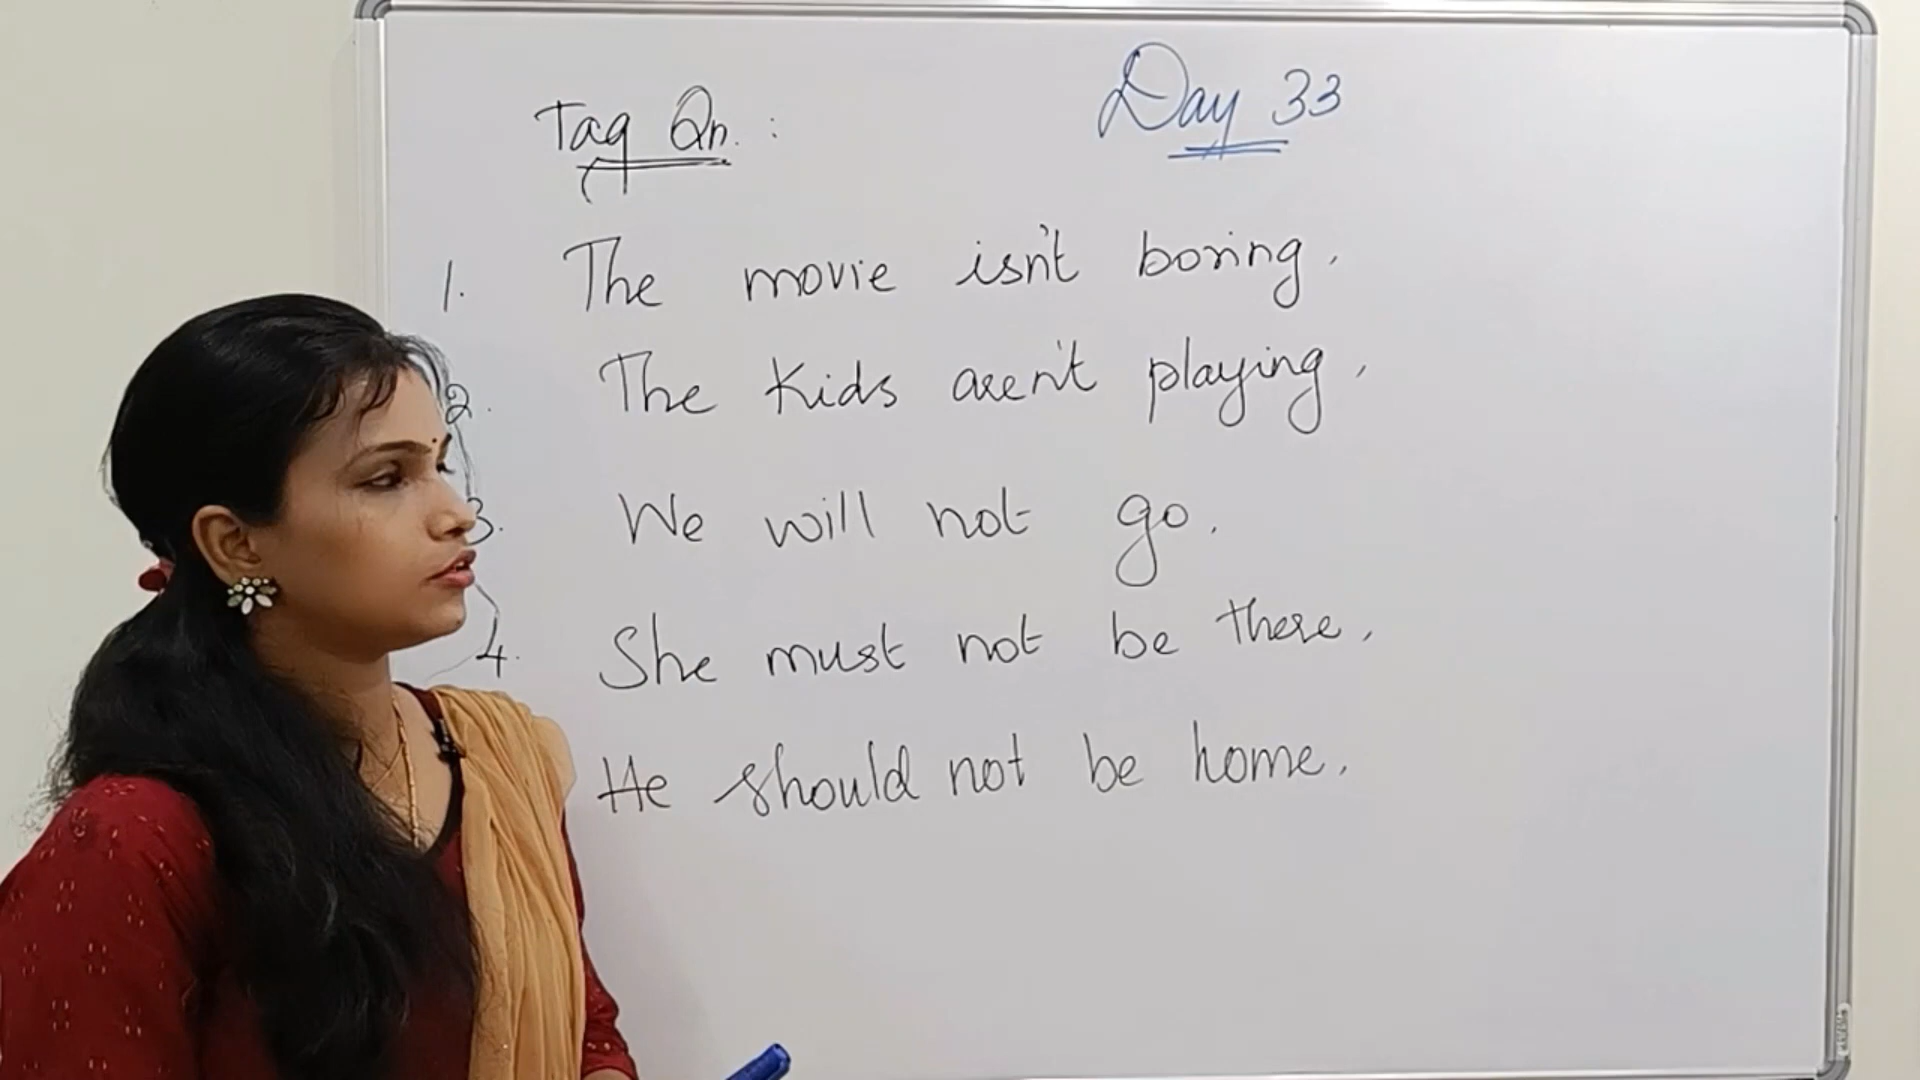 Tag Qn. :
Day 33
1. The movie isn't boring.
2. The Kids aren't playing.
3. We will not go.
4. She must not be there.
He should not be home.